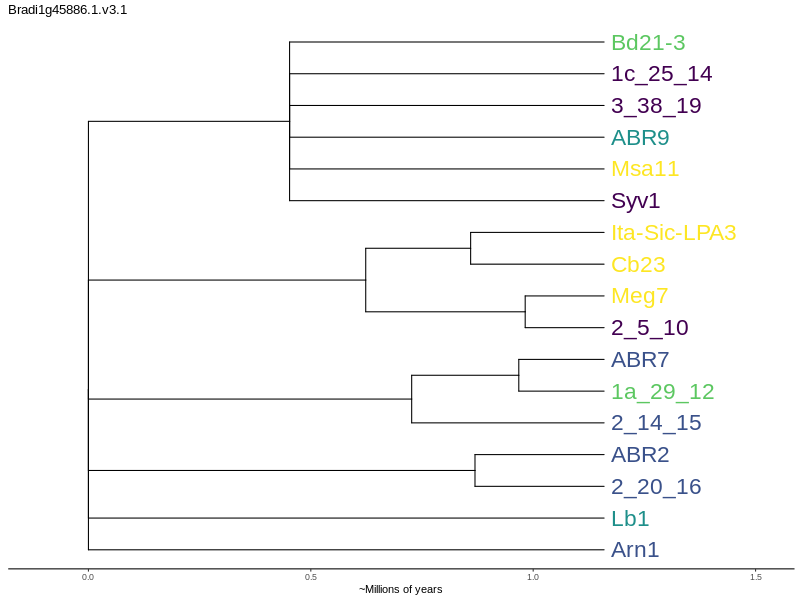 Bradi1g45886.1.v3.1
Bd21-3
1c_25_14
3_38_19
ABR9
Msa11
Syv1
Ita-Sic-LPA3
Cb23
Meg7
2_5_10
ABR7
1a_29_12
2_14_15
ABR2
2_20_16
Lb1
Arn1
0.0 0.5 1.0 1.5
~Millions of years